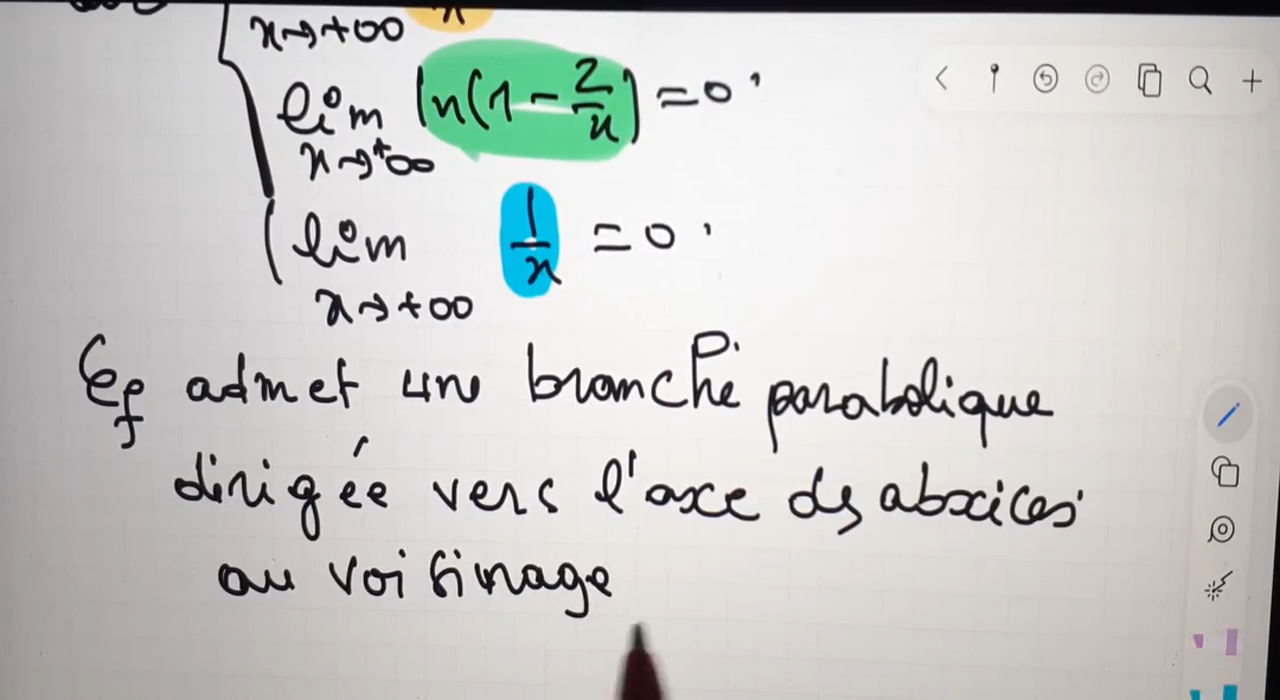 x→+∞ x
lim ln(1-2/x) =0
x→+∞
lim 1/x =0
x→+∞
Cf admet une branche parabolique
dirigée vers l'axe des abscices
au voisinage